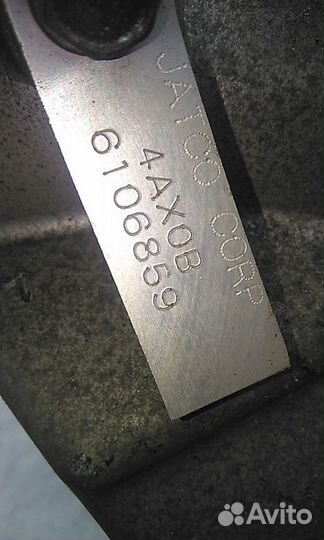 JATCO CORP
4AX0B
6106859
Avito